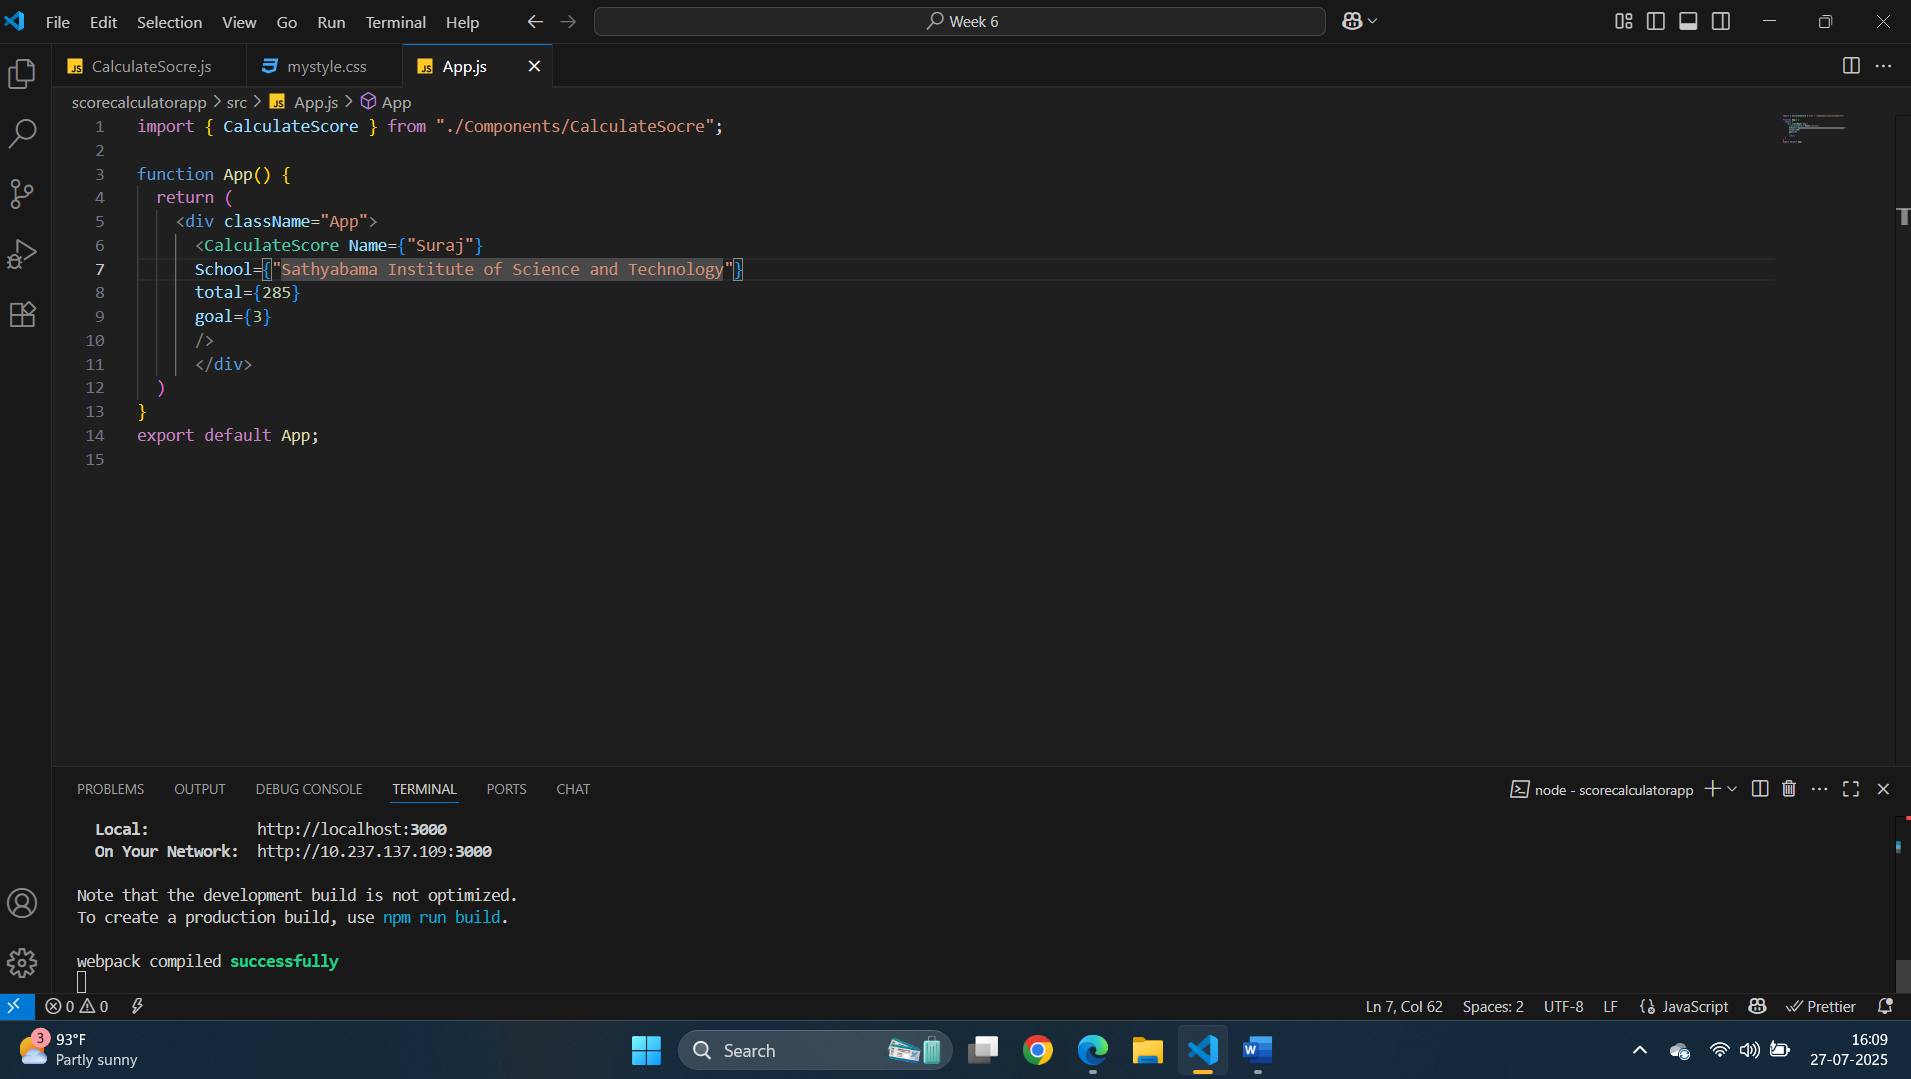 File Edit Selection View Go Run Terminal Help
Week 6
CalculateSocre.js
mystyle.css
App.js
scorecalculatorapp > src > App.js > App
1 import { CalculateScore } from "./Components/CalculateSocre";
2
3 function App() {
4 return (
5 <div className="App">
6 <CalculateScore Name={"Suraj"}
7 School={"Sathyabama Institute of Science and Technology"}
8 total={285}
9 goal={3}
10 />
11 </div>
12 )
13 }
14 export default App;
15
PROBLEMS OUTPUT DEBUG CONSOLE TERMINAL PORTS CHAT
node - scorecalculatorapp
Local: http://localhost:3000
On Your Network: http://10.237.137.109:3000
Note that the development build is not optimized.
To create a production build, use npm run build.
webpack compiled successfully
0 0
Ln 7, Col 62 Spaces: 2 UTF-8 LF JavaScript Prettier
3
93°F
Partly sunny
Search
16:09
27-07-2025